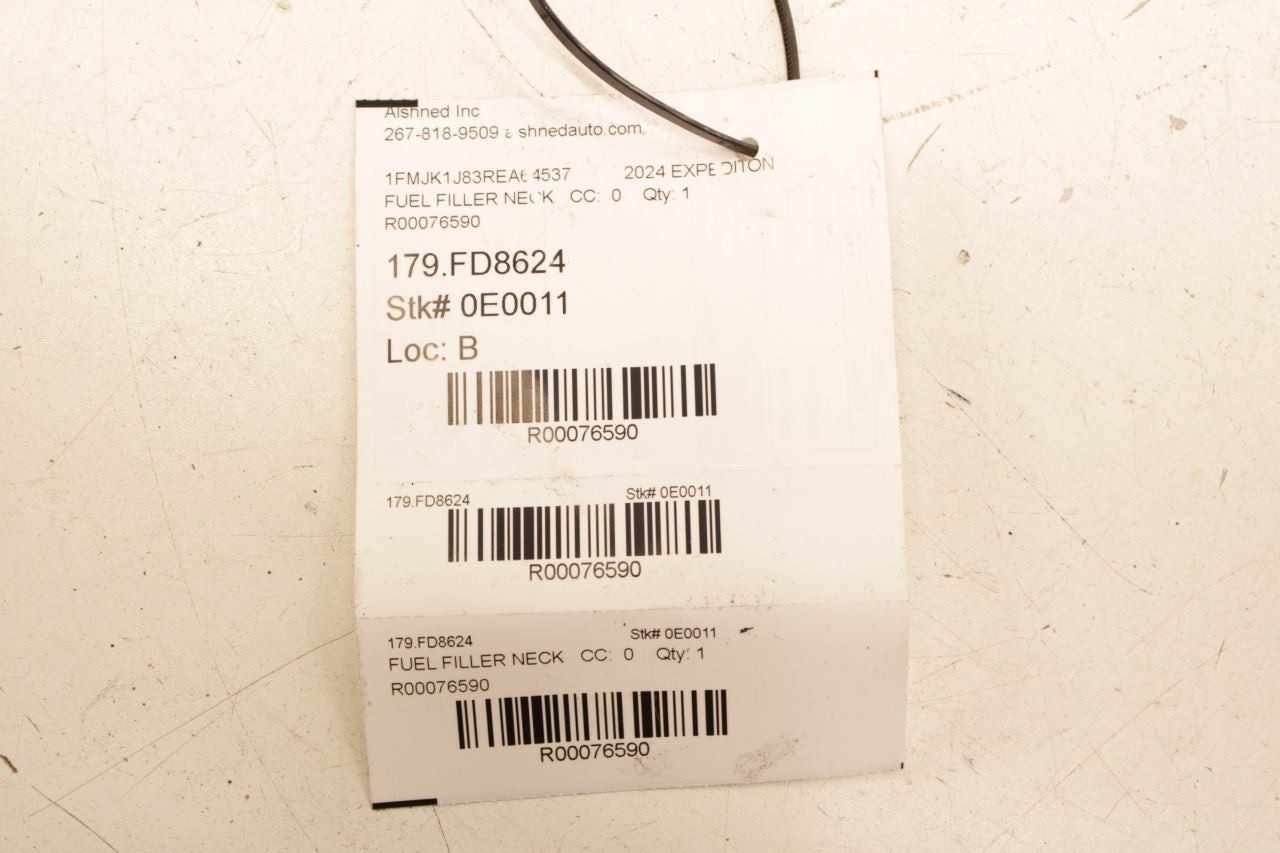 Alshned Inc
267-818-9509 a shnedauto.com
2024 EXPEDITON
FUEL FILLER NECK CC: 0 Qty: 1
R00076590
179.FD8624
Stk# 0E0011
Loc: B
R00076590
179.FD8624 Stk# 0E0011
R00076590
179.FD8624 Stk# 0E0011
FUEL FILLER NECK CC: 0 Qty: 1
R00076590
R00076590